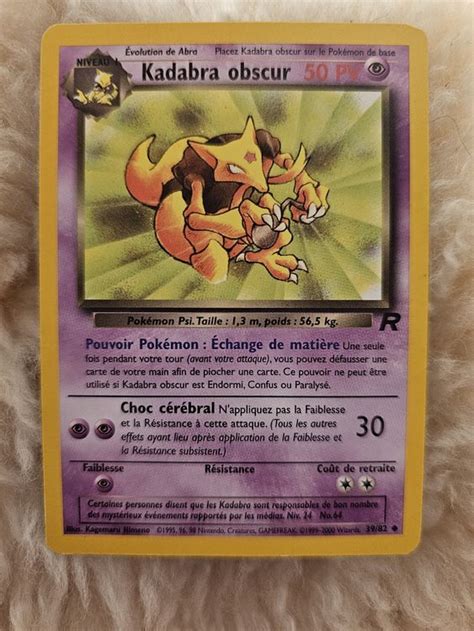 Évolution de Abra Placez Kadabra obscur sur le Pokémon de base
NIVEAU 1
Kadabra obscur 50 PV
Pokémon Psi. Taille : 1,3 m, poids : 56,5 kg.
R
Pouvoir Pokémon : Échange de matière Une seule
fois pendant votre tour (avant votre attaque), vous pouvez défausser une
carte de votre main afin de piocher une carte. Ce pouvoir ne peut être
utilisé si Kadabra obscur est Endormi, Confus ou Paralysé.
Choc cérébral N'appliquez pas la Faiblesse
et la Résistance à cette attaque. (Tous les autres
effets ayant lieu après application de la Faiblesse et
la Résistance subsistent.)
30
Faiblesse Résistance Coût de retraite
Certaines personnes disent que les Kadabra sont responsables de bon nombre
des mystérieux événements rapportés par les médias. Niv. 24 No. 64
Illus. Kagemaru Himeno ©1995, 96, 98 Nintendo, Creatures, GAMEFREAK. ©1999-2000 Wizards. 39/82